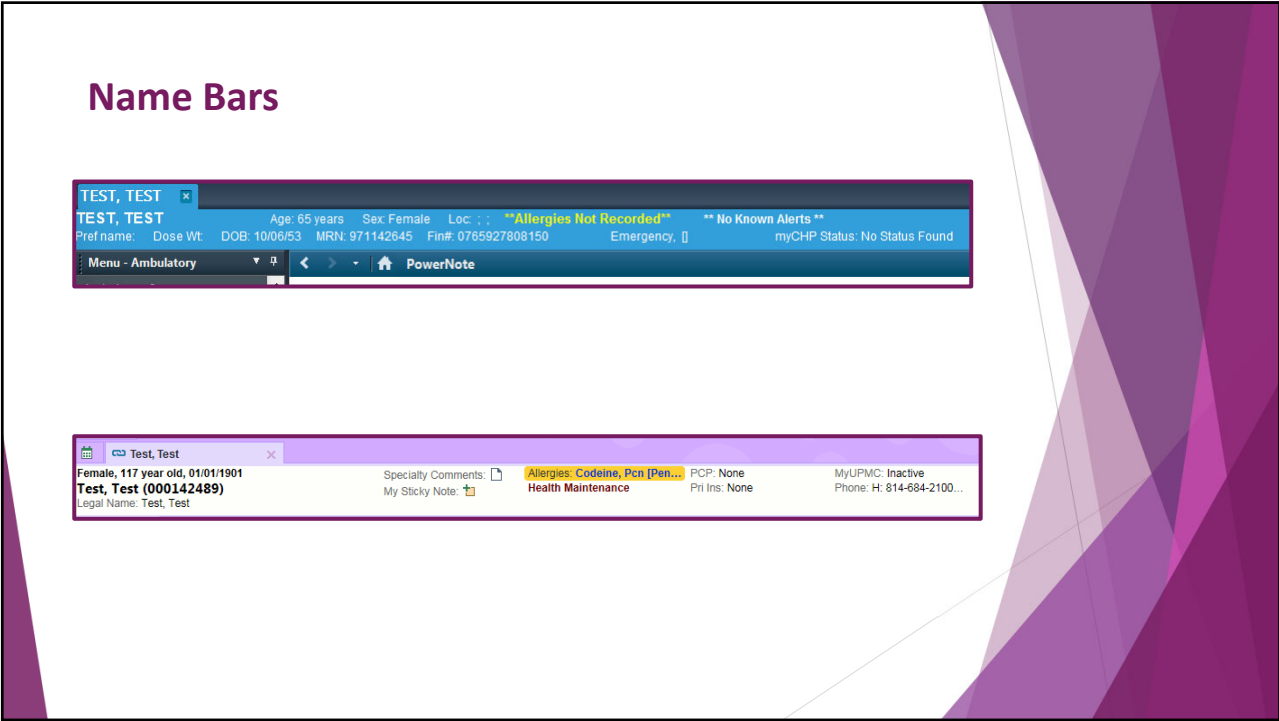 Name Bars
TEST, TEST
TEST, TEST Age: 65 years Sex: Female Loc: ; ; **Allergies Not Recorded** ** No Known Alerts **
Pref name: Dose Wt: DOB: 10/06/53 MRN: 971142645 Fin#: 0765927808150 Emergency, [] myCHP Status: No Status Found
Menu - Ambulatory PowerNote
Test, Test
Female, 117 year old, 01/01/1901 Specialty Comments: Allergies: Codeine, Pcn [Pen... PCP: None MyUPMC: Inactive
Test, Test (000142489) My Sticky Note: Health Maintenance Pri Ins: None Phone: H: 814-684-2100...
Legal Name: Test, Test